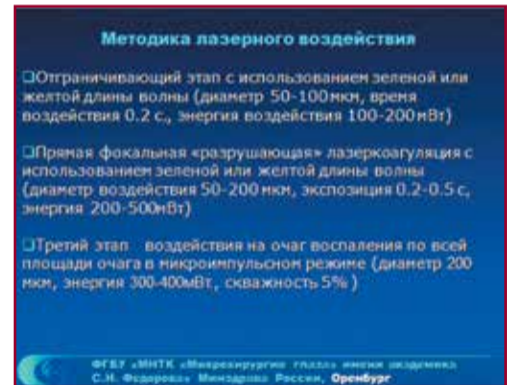 Методика лазерного воздействия
❑Отграничивающий этап с использованием зеленой или
желтой длины волны (диаметр 50-100мкм, время
воздействия 0.2 с., энергия воздействия 100-200мВт)
❑Прямая фокальная «разрушающая» лазеркоагуляция с
использованием зеленой или желтой длины волны
(диаметр воздействия 50-200 мкм, экспозиция 0.2-0.5 с,
энергия 200-500мВт)
❑Третий этап воздействия на очаг воспаления по всей
площади очага в микроимпульсном режиме (диаметр 200
мкм, энергия 300-400мВт, скважность 5% )
ФГБУ «МНТК «Микрохирургия глаза» имени академика
С.Н. Федорова» Минздрава России, Оренбург